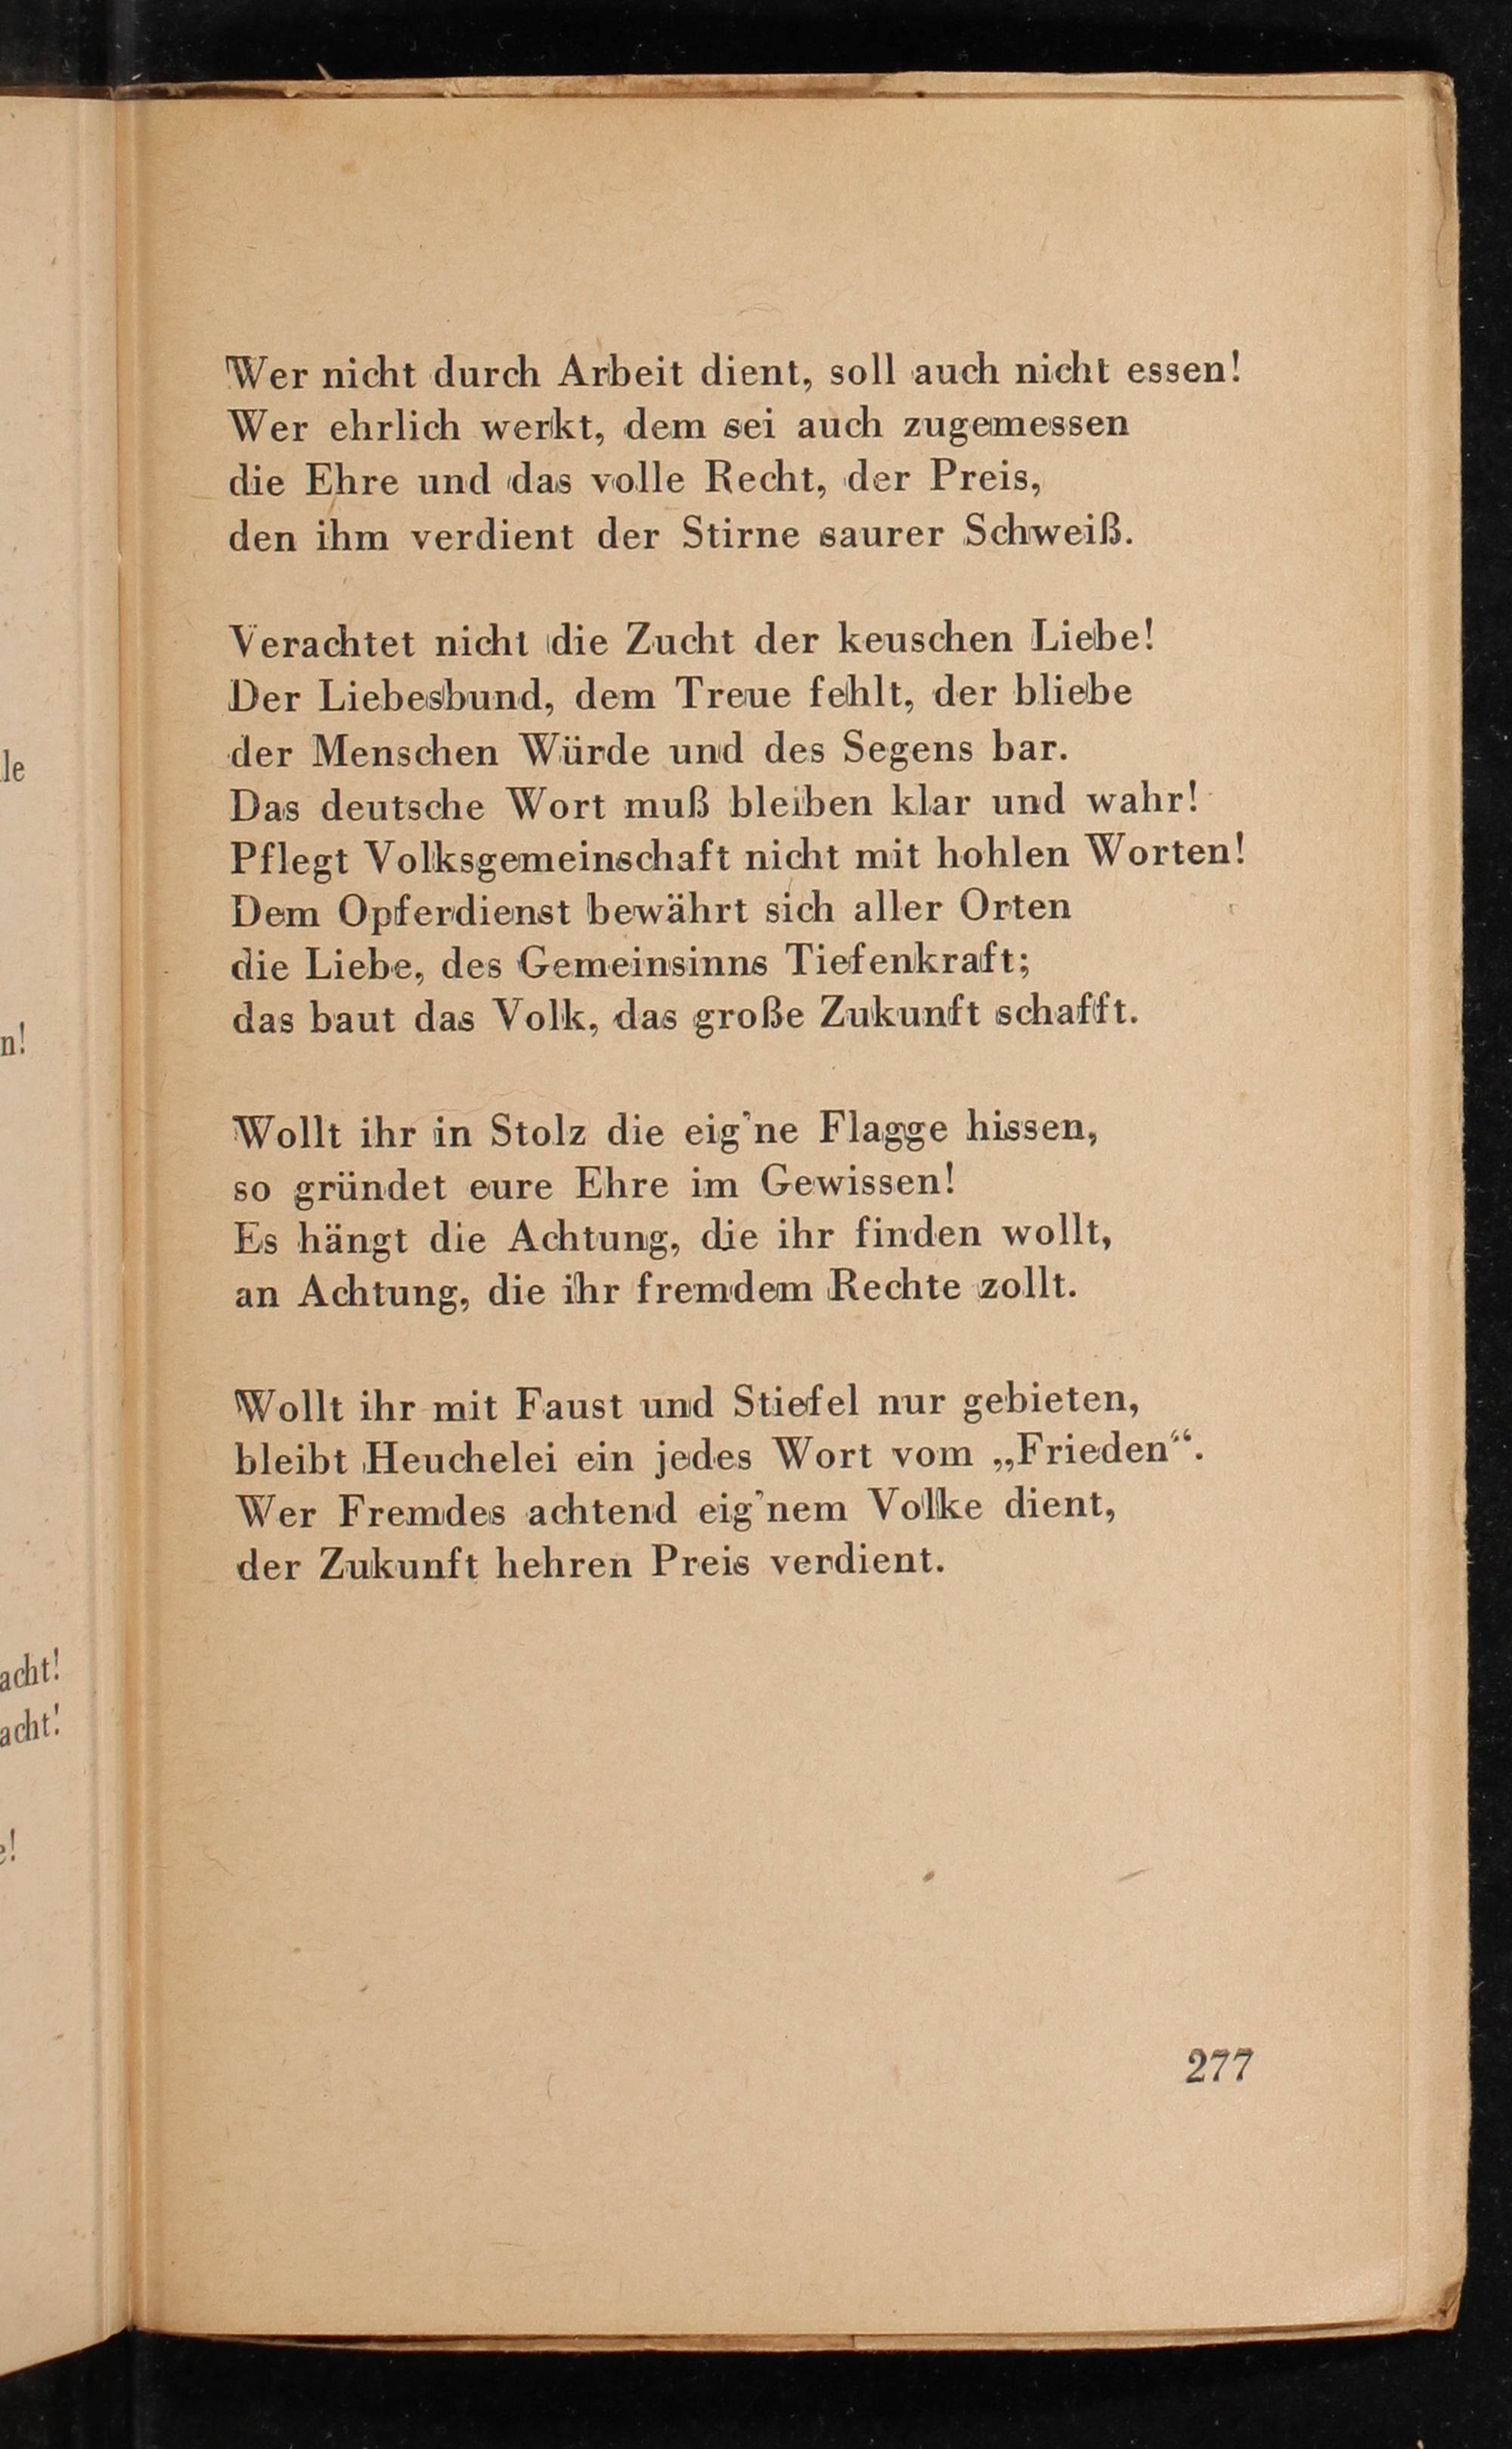 Wer nicht durch Arbeit dient, soll auch nicht essen!
Wer ehrlich werkt, dem sei auch zugemessen
die Ehre und das volle Recht, der Preis,
den ihm verdient der Stirne saurer Schweiß.
Verachtet nicht die Zucht der keuschen Liebe!
Der Liebesbund, dem Treue fehlt, der bliebe
der Menschen Würde und des Segens bar.
Das deutsche Wort muß bleiben klar und wahr!
Pflegt Volksgemeinschaft nicht mit hohlen Worten!
Dem Opferdienst bewährt sich aller Orten
die Liebe, des Gemeinsinns Tiefenkraft;
das baut das Volk, das große Zukunft schafft.
Wollt ihr in Stolz die eig'ne Flagge hissen,
so gründet eure Ehre im Gewissen!
Es hängt die Achtung, die ihr finden wollt,
an Achtung, die ihr fremdem Rechte zollt.
Wollt ihr mit Faust und Stiefel nur gebieten,
bleibt Heuchelei ein jedes Wort vom „Frieden“.
Wer Fremdes achtend eig'nem Volke dient,
der Zukunft hehren Preis verdient.
277